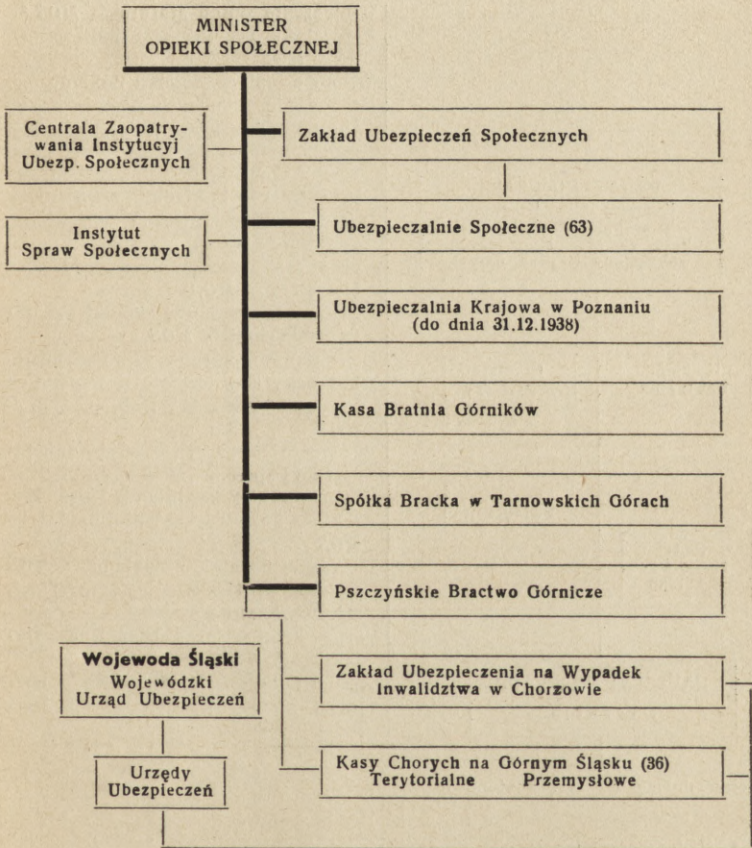 MINISTER
OPIEKI SPOŁECZNEJ
Centrala Zaopatry-
wania Instytucyj
Ubezp. Społecznych
Zakład Ubezpieczeń Społecznych
Instytut
Spraw Społecznych
Ubezpieczalnie Społeczne (63)
Ubezpieczalnia Krajowa w Poznaniu
(do dnia 31.12.1938)
Kasa Bratnia Górników
Spółka Bracka w Tarnowskich Górach
Pszczyńskie Bractwo Górnicze
Wojewoda Śląski
Wojewódzki
Urząd Ubezpieczeń
Zakład Ubezpieczenia na Wypadek
Inwalidztwa w Chorzowie
Urzędy
Ubezpieczeń
Kasy Chorych na Górnym Śląsku (36)
Terytorialne Przemysłowe